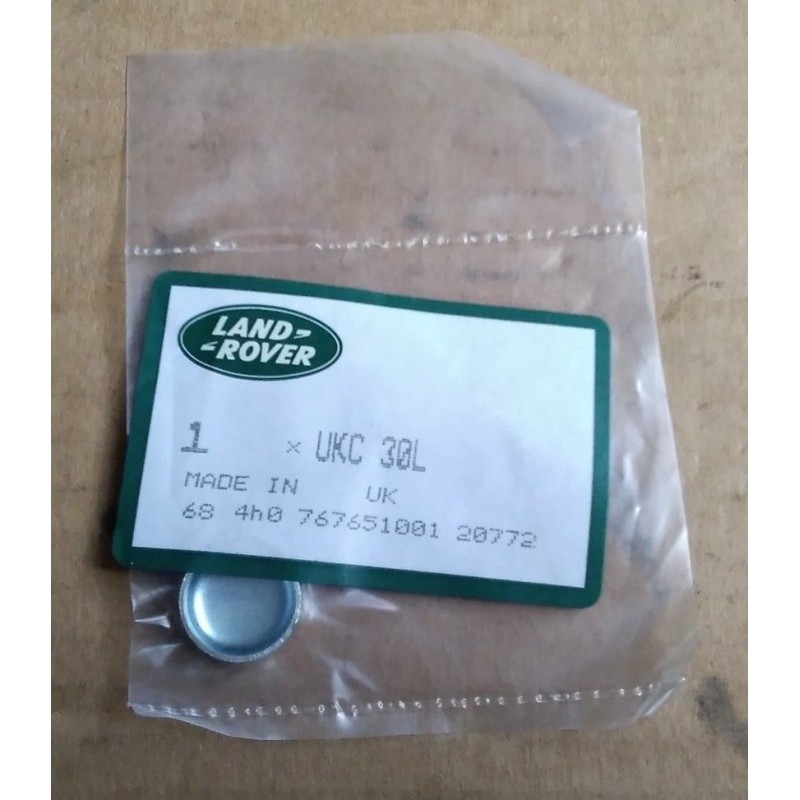 LAND
ROVER
1 × UKC 30L
MADE IN UK
68 4h0 767651001 20772